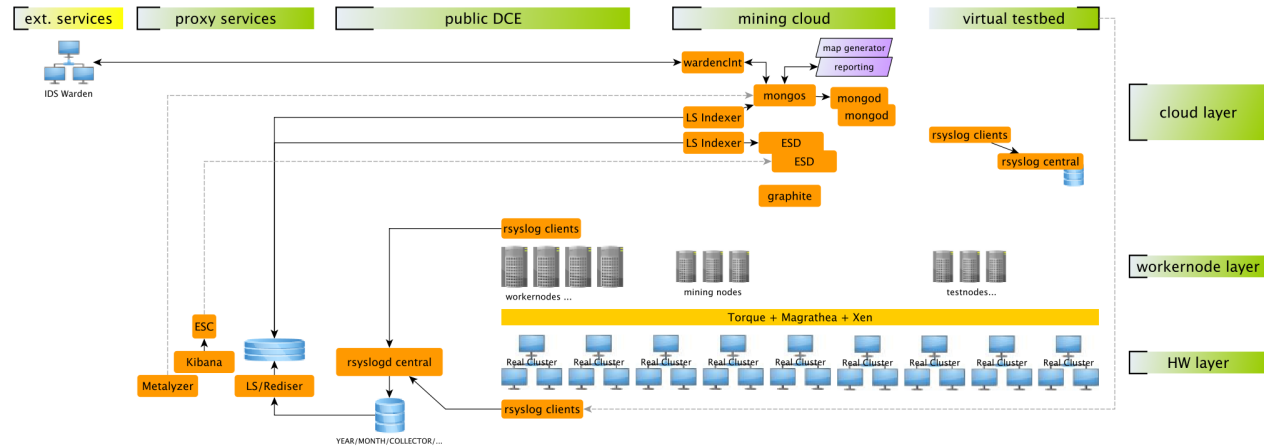 ext. services
proxy services
public DCE
mining cloud
virtual testbed
map generator
reporting
wardenclnt
IDS Warden
mongos
mongod
mongod
LS Indexer
cloud layer
LS Indexer
ESD
ESD
rsyslog clients
rsyslog central
graphite
rsyslog clients
workernodes ...
mining nodes
testnodes...
workernode layer
Torque + Magrathea + Xen
ESC
Kibana
Metalyzer
LS/Rediser
rsyslogd central
Real Cluster
Real Cluster
Real Cluster
Real Cluster
Real Cluster
Real Cluster
Real Cluster
Real Cluster
Real Cluster
HW layer
rsyslog clients
YEAR/MONTH/COLLECTOR/...